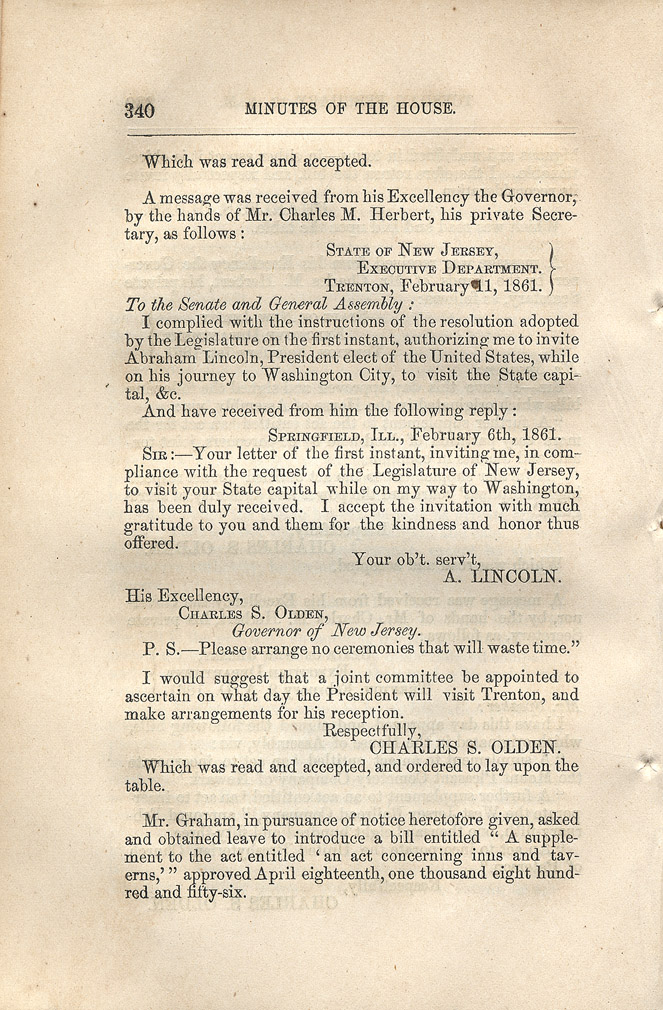 340 MINUTES OF THE HOUSE.
Which was read and accepted.
A message was received from his Excellency the Governor,
by the hands of Mr. Charles M. Herbert, his private Secre-
tary, as follows :
STATE OF NEW JERSEY,
EXECUTIVE DEPARTMENT.
TRENTON, February 11, 1861.
To the Senate and General Assembly :
I complied with the instructions of the resolution adopted
by the Legislature on the first instant, authorizing me to invite
Abraham Lincoln, President elect of the United States, while
on his journey to Washington City, to visit the State capi-
tal, &c.
And have received from him the following reply :
SPRINGFIELD, ILL., February 6th, 1861.
SIR :—Your letter of the first instant, inviting me, in com-
pliance with the request of the Legislature of New Jersey,
to visit your State capital while on my way to Washington,
has been duly received. I accept the invitation with much
gratitude to you and them for the kindness and honor thus
offered.
Your ob't. serv't,
A. LINCOLN.
His Excellency,
CHARLES S. OLDEN,
Governor of New Jersey.
P. S.—Please arrange no ceremonies that will waste time."
I would suggest that a joint committee be appointed to
ascertain on what day the President will visit Trenton, and
make arrangements for his reception.
Respectfully,
CHARLES S. OLDEN.
Which was read and accepted, and ordered to lay upon the
table.
Mr. Graham, in pursuance of notice heretofore given, asked
and obtained leave to introduce a bill entitled " A supple-
ment to the act entitled ' an act concerning inns and tav-
erns,' " approved April eighteenth, one thousand eight hund-
red and fifty-six.